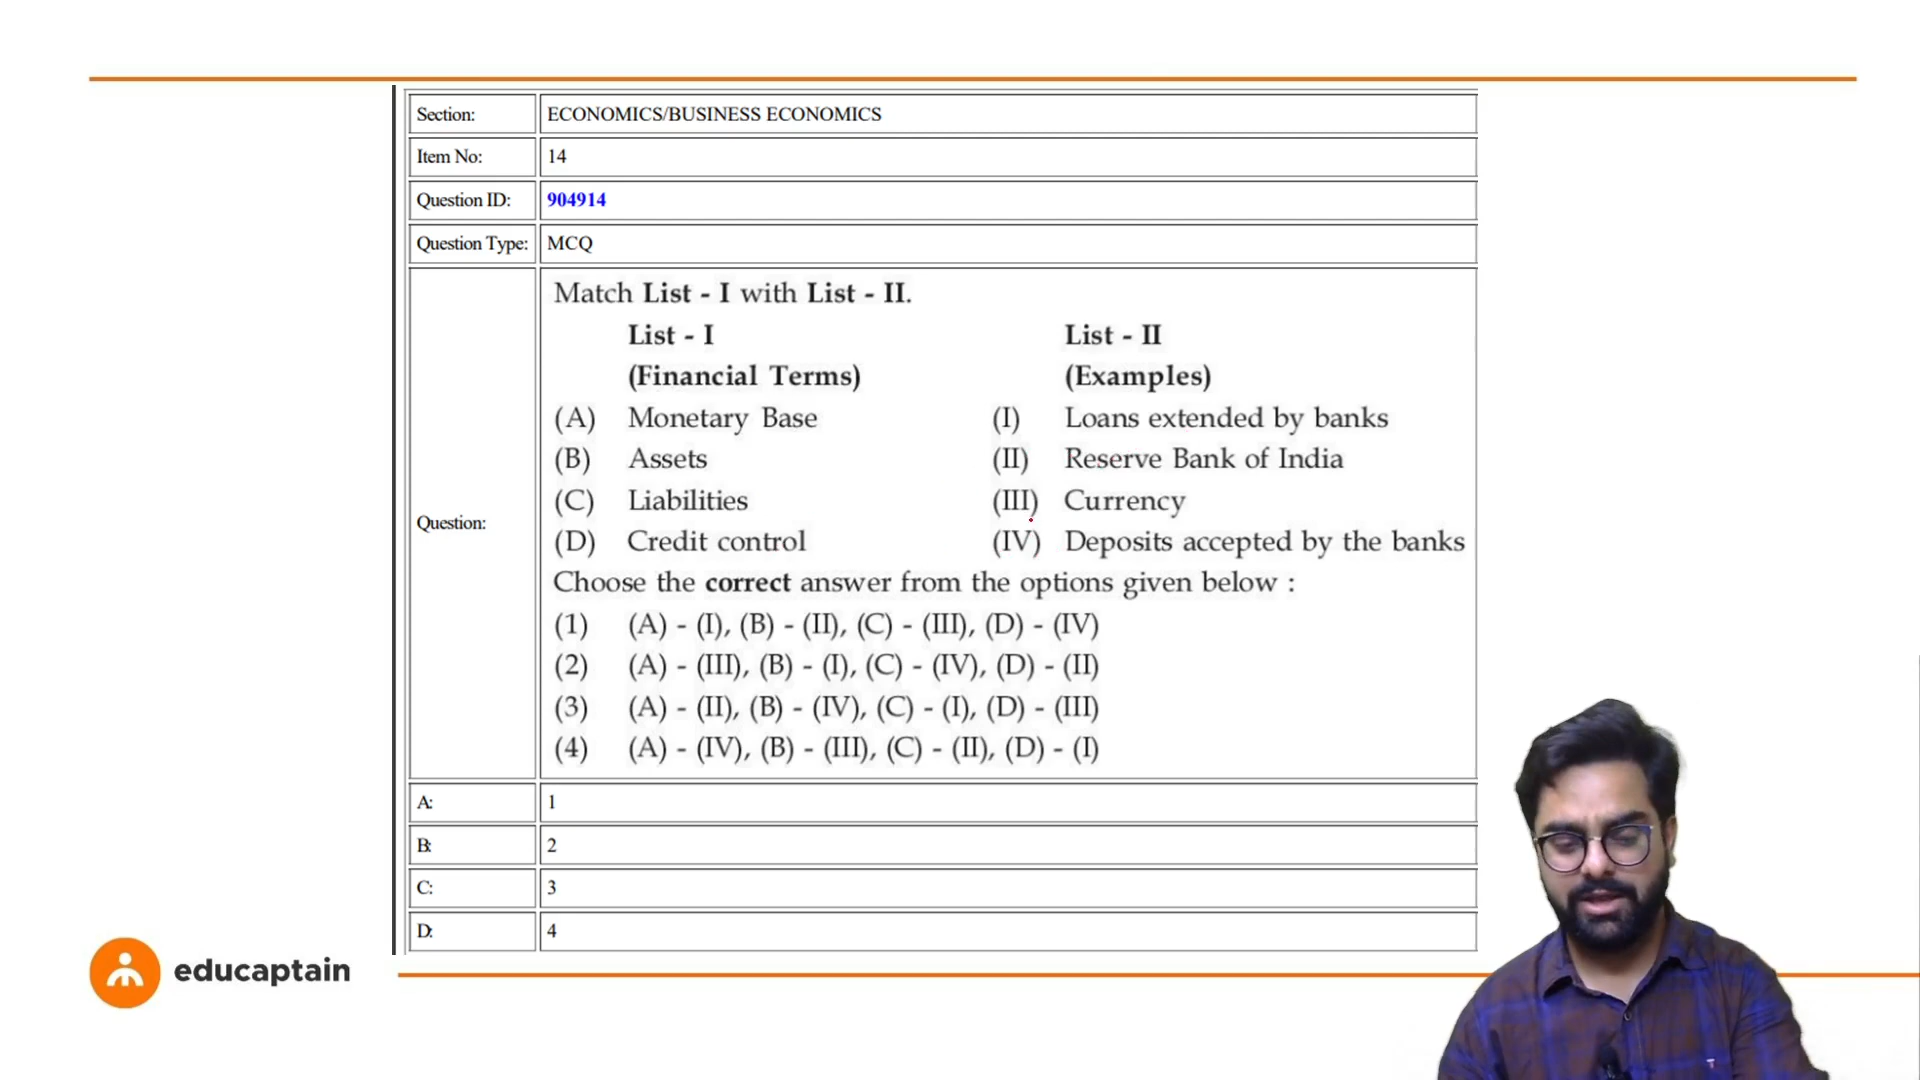 Section: ECONOMICS/BUSINESS ECONOMICS
Item No: 14
Question ID: 904914
Question Type: MCQ
Question:
Match List - I with List - II.
List - I List - II
(Financial Terms) (Examples)
(A) Monetary Base (I) Loans extended by banks
(B) Assets (II) Reserve Bank of India
(C) Liabilities (III) Currency
(D) Credit control (IV) Deposits accepted by the banks
Choose the correct answer from the options given below :
(1) (A) - (I), (B) - (II), (C) - (III), (D) - (IV)
(2) (A) - (III), (B) - (I), (C) - (IV), (D) - (II)
(3) (A) - (II), (B) - (IV), (C) - (I), (D) - (III)
(4) (A) - (IV), (B) - (III), (C) - (II), (D) - (I)
A: 1
B: 2
C: 3
D: 4
educaptain